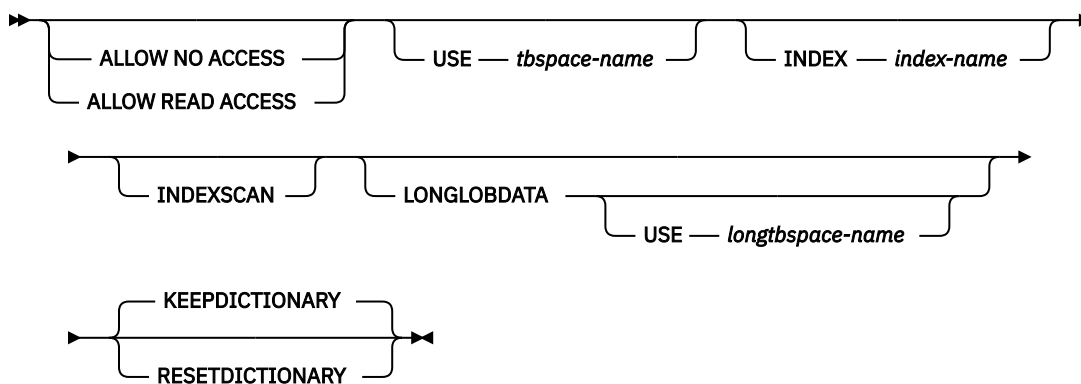 ALLOW NO ACCESS USE tbspace-name INDEX index-name
ALLOW READ ACCESS
INDEXSCAN LONGLOBDATA
USE longtbspace-name
KEEPDICTIONARY
RESETDICTIONARY